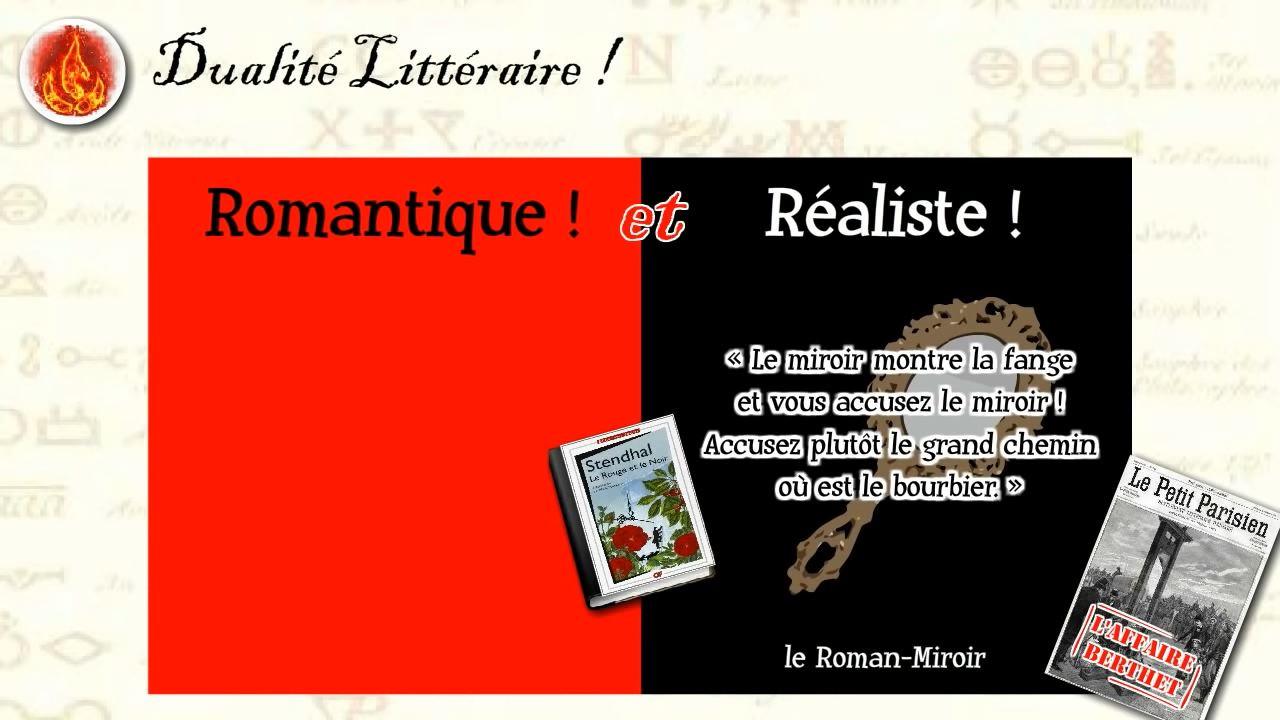 Dualité Littéraire !
Romantique ! et Réaliste !
« Le miroir montre la fange
et vous accusez le miroir !
Accusez plutôt le grand chemin
où est le bourbier. »
Stendhal
Le Rouge et le Noir
GF
le Roman-Miroir
Le Petit Parisien
L'AFFAIRE
BERTHET